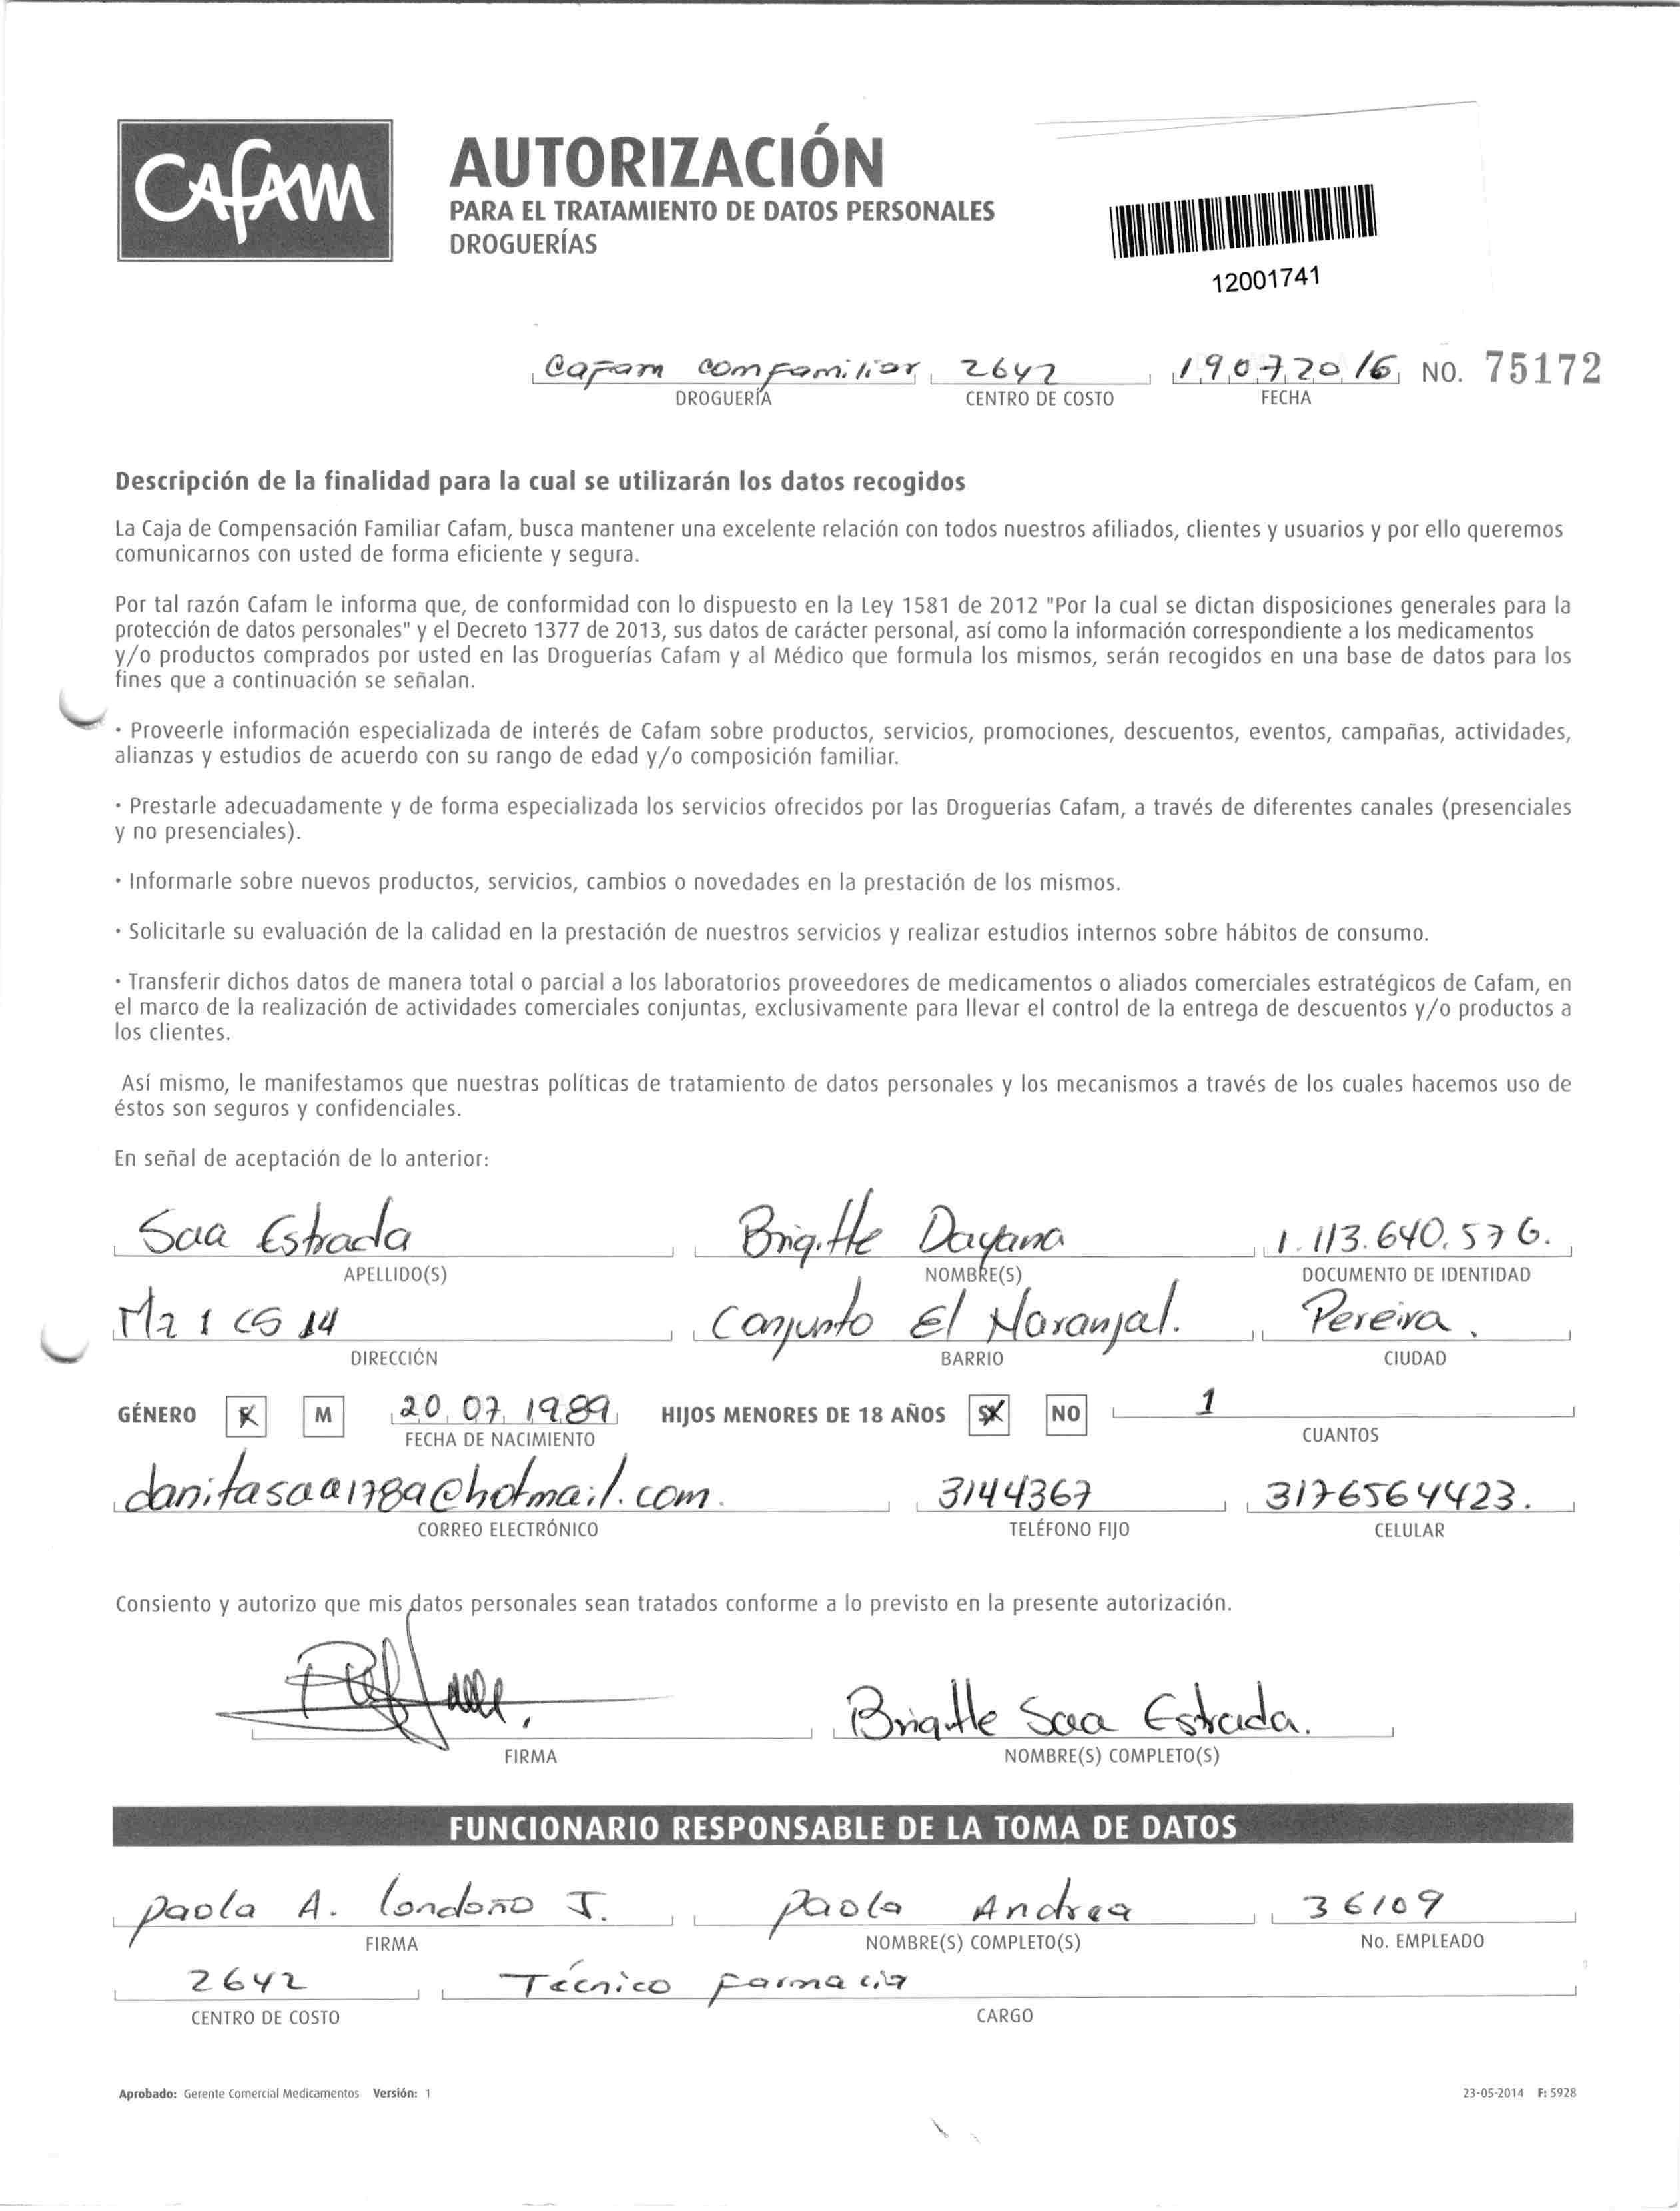 CAfAM
AUTORIZACIÓN
PARA EL TRATAMIENTO DE DATOS PERSONALES
DROGUERÍAS
12001741
Cafam comfamiliar 2642 19072016 NO. 75172
DROGUERÍA CENTRO DE COSTO FECHA
Descripción de la finalidad para la cual se utilizarán los datos recogidos
La Caja de Compensación Familiar Cafam, busca mantener una excelente relación con todos nuestros afiliados, clientes y usuarios y por ello queremos
comunicarnos con usted de forma eficiente y segura.
Por tal razón Cafam le informa que, de conformidad con lo dispuesto en la Ley 1581 de 2012 "Por la cual se dictan disposiciones generales para la
protección de datos personales" y el Decreto 1377 de 2013, sus datos de carácter personal, así como la información correspondiente a los medicamentos
y/o productos comprados por usted en las Droguerías Cafam y al Médico que formula los mismos, serán recogidos en una base de datos para los
fines que a continuación se señalan.
· Proveerle información especializada de interés de Cafam sobre productos, servicios, promociones, descuentos, eventos, campañas, actividades,
alianzas y estudios de acuerdo con su rango de edad y/o composición familiar.
· Prestarle adecuadamente y de forma especializada los servicios ofrecidos por las Droguerías Cafam, a través de diferentes canales (presenciales
y no presenciales).
· Informarle sobre nuevos productos, servicios, cambios o novedades en la prestación de los mismos.
· Solicitarle su evaluación de la calidad en la prestación de nuestros servicios y realizar estudios internos sobre hábitos de consumo.
· Transferir dichos datos de manera total o parcial a los laboratorios proveedores de medicamentos o aliados comerciales estratégicos de Cafam, en
el marco de la realización de actividades comerciales conjuntas, exclusivamente para llevar el control de la entrega de descuentos y/o productos a
los clientes.
Así mismo, le manifestamos que nuestras políticas de tratamiento de datos personales y los mecanismos a través de los cuales hacemos uso de
éstos son seguros y confidenciales.
En señal de aceptación de lo anterior:
Saa Estrada Brigitte Dayana 1.113.640.576.
APELLIDO(S) NOMBRE(S) DOCUMENTO DE IDENTIDAD
Mz 1 CS 14 Conjunto El Naranjal. Pereira.
DIRECCIÓN BARRIO CIUDAD
GÉNERO F M 20 07 1989 HIJOS MENORES DE 18 AÑOS SI NO 1
FECHA DE NACIMIENTO CUANTOS
danitasaa1789@hotmail.com. 3144367 3176564423.
CORREO ELECTRÓNICO TELÉFONO FIJO CELULAR
Consiento y autorizo que mis datos personales sean tratados conforme a lo previsto en la presente autorización.
Brigitte Saa Estrada.
FIRMA NOMBRE(S) COMPLETO(S)
FUNCIONARIO RESPONSABLE DE LA TOMA DE DATOS
paola A. londoño J. paola Andrea 36109
FIRMA NOMBRE(S) COMPLETO(S) No. EMPLEADO
2642 Técnico farmacia
CENTRO DE COSTO CARGO
Aprobado: Gerente Comercial Medicamentos Versión: 1 23-05-2014 F: 5928